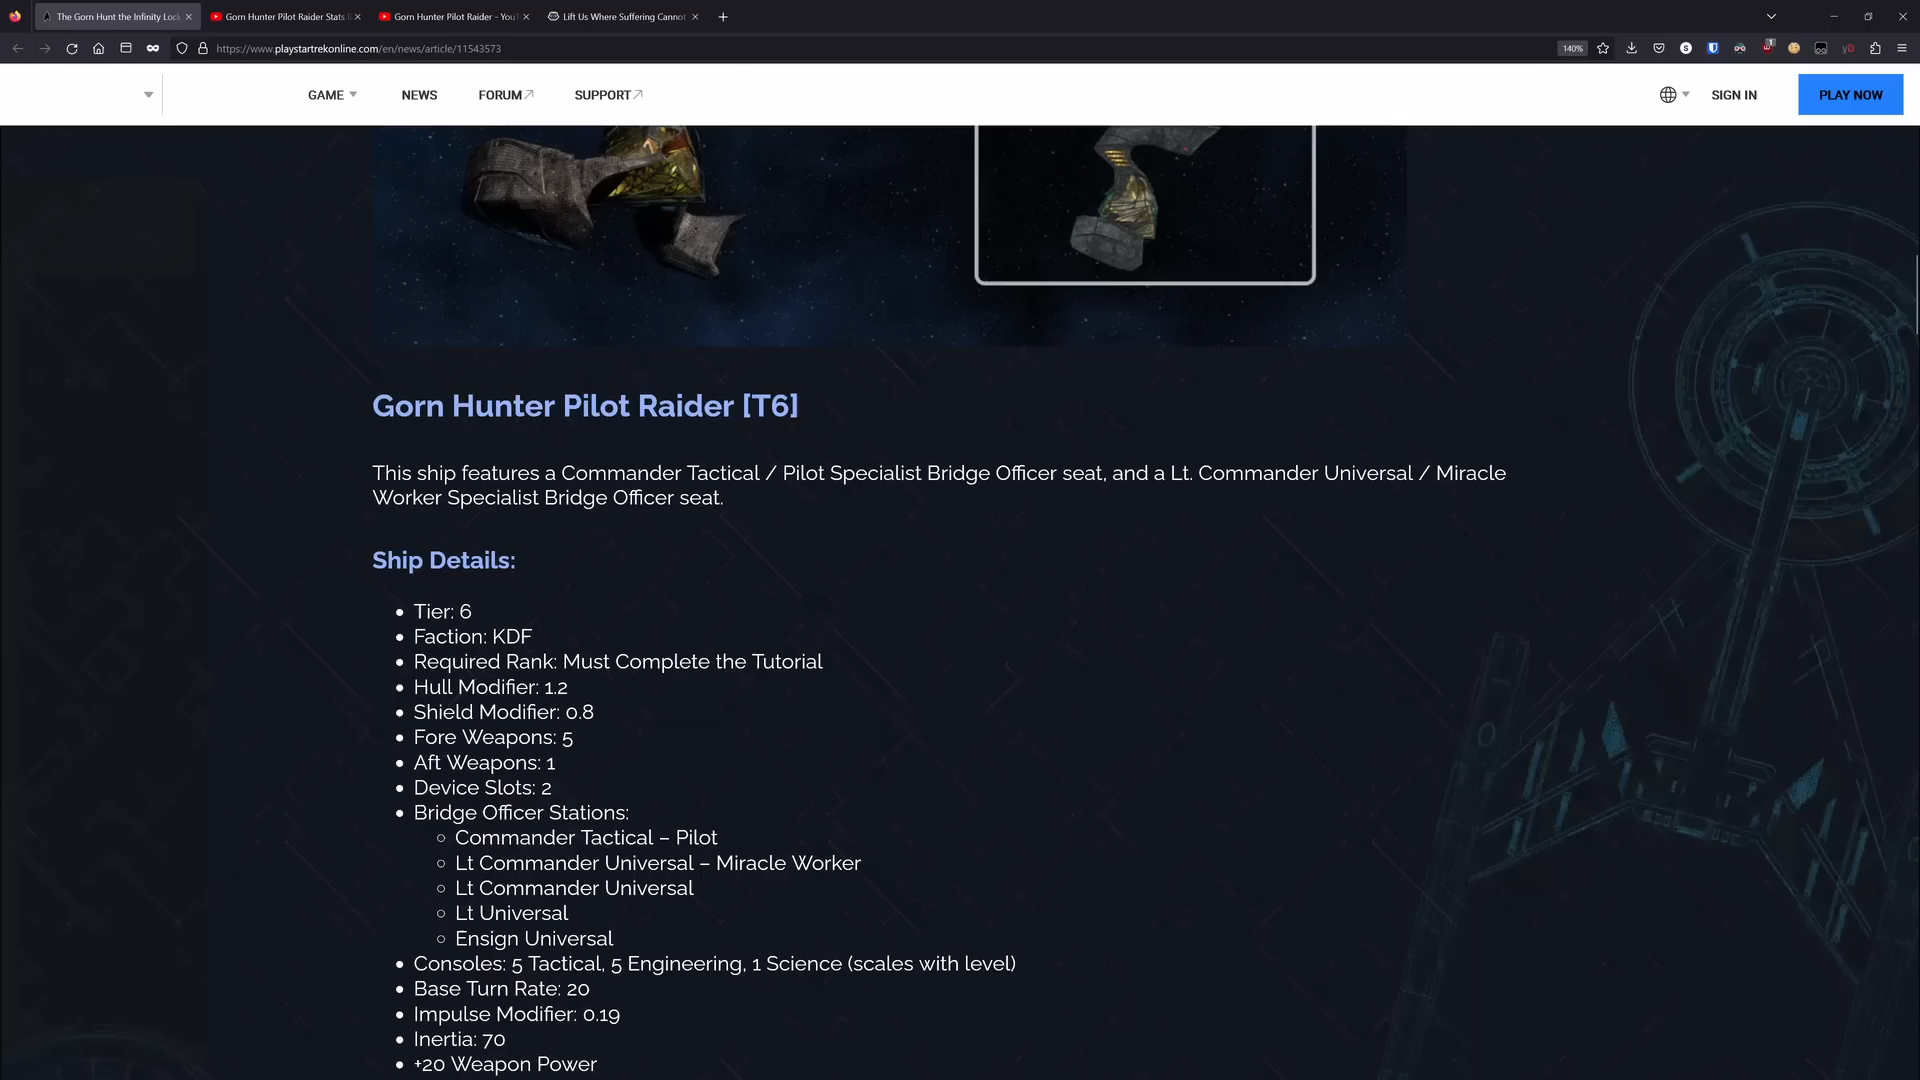 The Gorn Hunt the Infinity Lock
Gorn Hunter Pilot Raider Stats
Gorn Hunter Pilot Raider - YouT
Lift Us Where Suffering Cannot
https://www.playstartrekonline.com/en/news/article/11543573
140%
GAME
NEWS
FORUM
SUPPORT
SIGN IN
PLAY NOW
Gorn Hunter Pilot Raider [T6]
This ship features a Commander Tactical / Pilot Specialist Bridge Officer seat, and a Lt. Commander Universal / Miracle
Worker Specialist Bridge Officer seat.
Ship Details:
• Tier: 6
• Faction: KDF
• Required Rank: Must Complete the Tutorial
• Hull Modifier: 1.2
• Shield Modifier: 0.8
• Fore Weapons: 5
• Aft Weapons: 1
• Device Slots: 2
• Bridge Officer Stations:
○ Commander Tactical – Pilot
○ Lt Commander Universal – Miracle Worker
○ Lt Commander Universal
○ Lt Universal
○ Ensign Universal
• Consoles: 5 Tactical, 5 Engineering, 1 Science (scales with level)
• Base Turn Rate: 20
• Impulse Modifier: 0.19
• Inertia: 70
• +20 Weapon Power